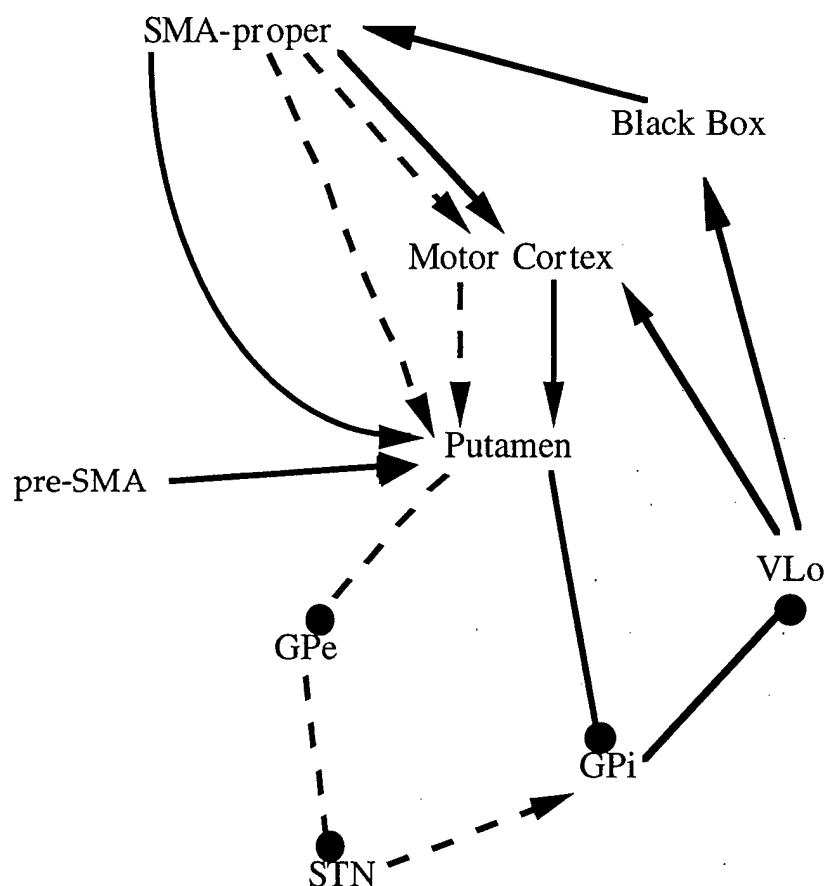 SMA-proper
Black Box
Motor Cortex
Putamen
pre-SMA
VLo
GPe
GPi
STN